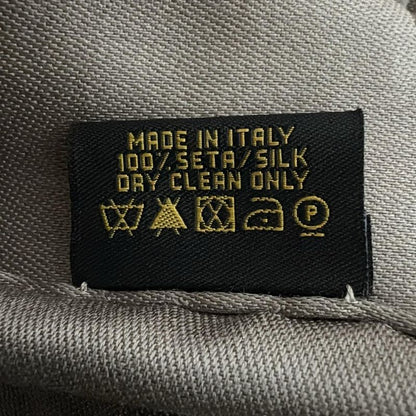 MADE IN ITALY
100% SETA/SILK
DRY CLEAN ONLY
P